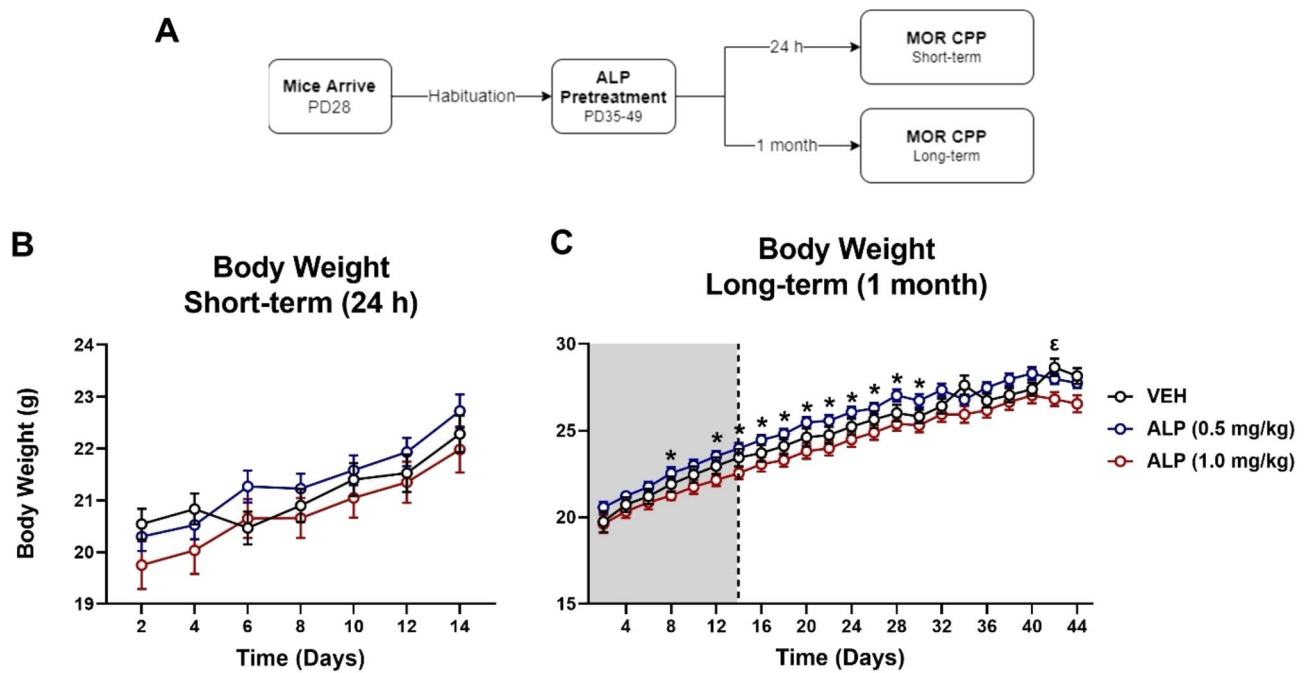 A
Mice Arrive
PD28
Habituation
ALP
Pretreatment
PD35-49
24 h
MOR CPP
Short-term
1 month
MOR CPP
Long-term
B
Body Weight
Short-term (24 h)
Body Weight (g)
24
23
22
21
20
19
2 4 6 8 10 12 14
Time (Days)
C
Body Weight
Long-term (1 month)
30
25
20
15
* * * * * * * * * * ε
4 8 12 16 20 24 28 32 36 40 44
Time (Days)
VEH
ALP (0.5 mg/kg)
ALP (1.0 mg/kg)